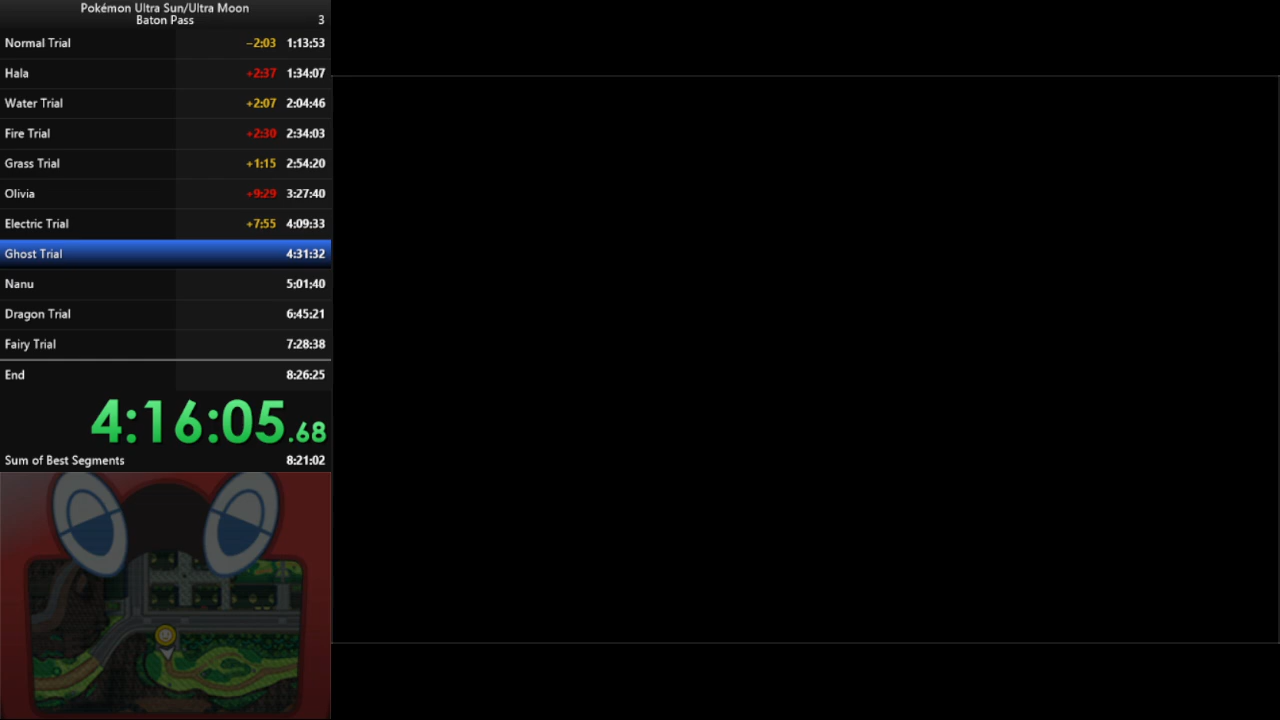 Pokémon Ultra Sun/Ultra Moon
Baton Pass 3
Normal Trial −2:03 1:13:53
Hala +2:37 1:34:07
Water Trial +2:07 2:04:46
Fire Trial +2:30 2:34:03
Grass Trial +1:15 2:54:20
Olivia +9:29 3:27:40
Electric Trial +7:55 4:09:33
Ghost Trial 4:31:32
Nanu 5:01:40
Dragon Trial 6:45:21
Fairy Trial 7:28:38
End 8:26:25
4:16:05.68
Sum of Best Segments 8:21:02